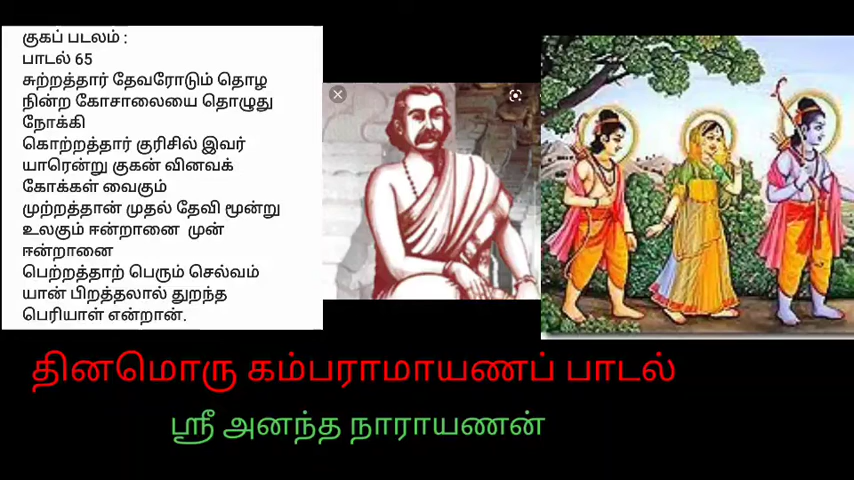 குகப் படலம் :
பாடல் 65
சுற்றத்தார் தேவரோடும் தொழ
நின்ற கோசாலையை தொழுது
நோக்கி
கொற்றத்தார் குரிசில் இவர்
யாரென்று குகன் வினவக்
கோக்கள் வைகும்
முற்றத்தான் முதல் தேவி மூன்று
உலகும் ஈன்றானை முன்
ஈன்றானை
பெற்றத்தாற் பெரும் செல்வம்
யான் பிறத்தலால் துறந்த
பெரியாள் என்றான்.
தினமொரு கம்பராமாயணப் பாடல்
ஸ்ரீ அனந்த நாராயணன்